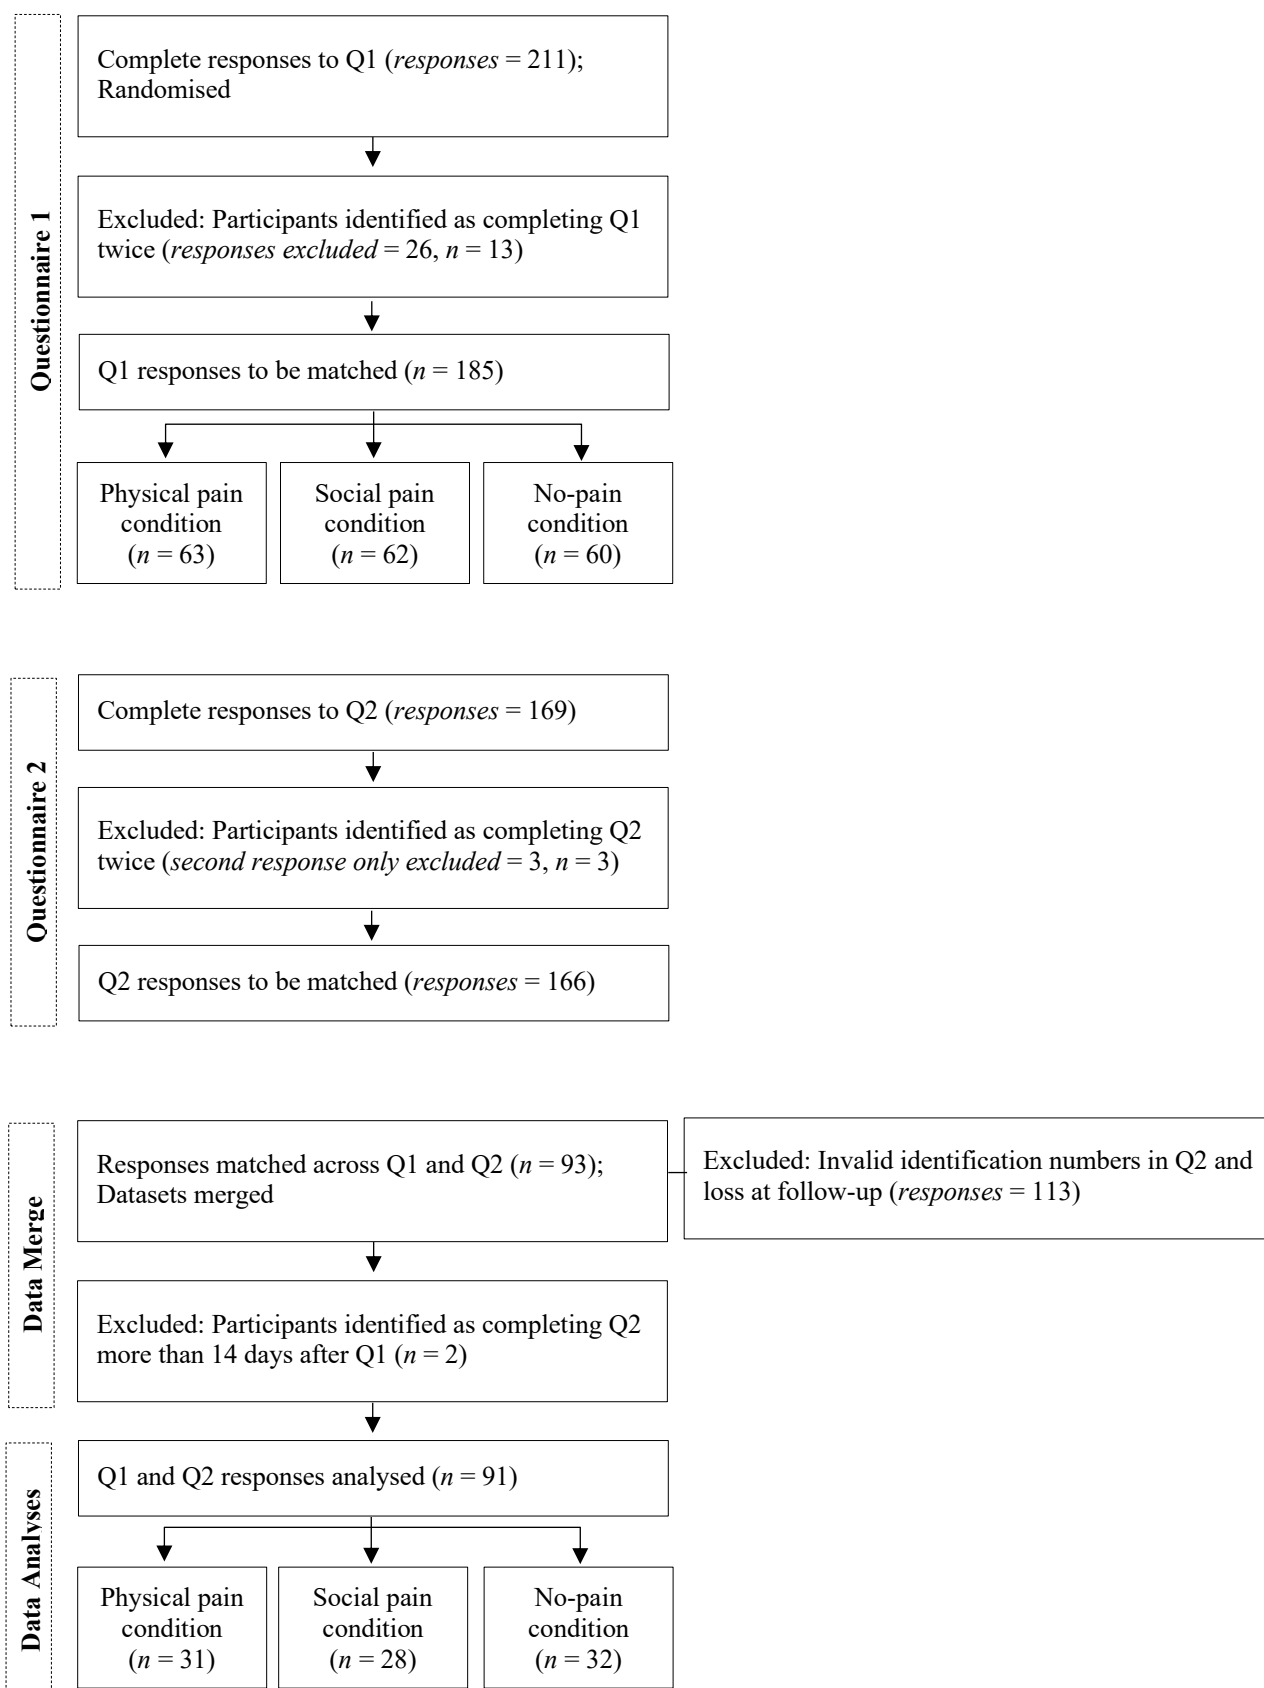 Questionnaire 1
Complete responses to Q1 (responses = 211);
Randomised
Excluded: Participants identified as completing Q1
twice (responses excluded = 26, n = 13)
Q1 responses to be matched (n = 185)
Physical pain
condition
(n = 63)
Social pain
condition
(n = 62)
No-pain
condition
(n = 60)
Questionnaire 2
Complete responses to Q2 (responses = 169)
Excluded: Participants identified as completing Q2
twice (second response only excluded = 3, n = 3)
Q2 responses to be matched (responses = 166)
Data Merge
Responses matched across Q1 and Q2 (n = 93);
Datasets merged
Excluded: Invalid identification numbers in Q2 and
loss at follow-up (responses = 113)
Excluded: Participants identified as completing Q2
more than 14 days after Q1 (n = 2)
Data Analyses
Q1 and Q2 responses analysed (n = 91)
Physical pain
condition
(n = 31)
Social pain
condition
(n = 28)
No-pain
condition
(n = 32)